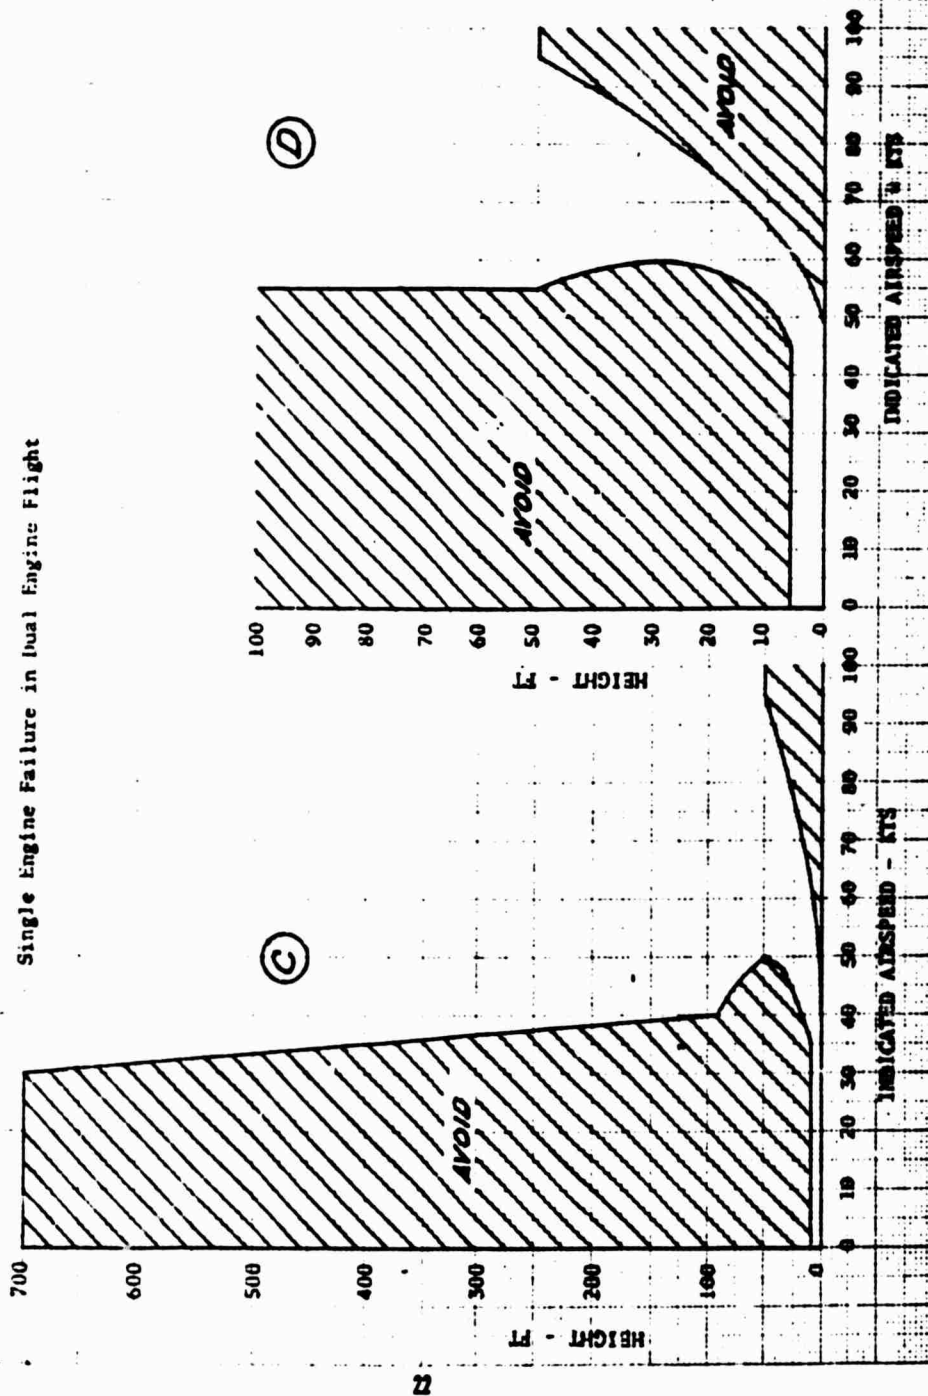 Single Engine Failure in Dual Engine Flight
C
HEIGHT - FT
700
600
500
400
300
200
100
0
AVOID
0 10 20 30 40 50 60 70 80 90 100
INDICATED AIRSPEED - KTS
D
HEIGHT - FT
100
90
80
70
60
50
40
30
20
10
0
AVOID
AVOID
0 10 20 30 40 50 60 70 80 90 100
INDICATED AIRSPEED - KTS
22